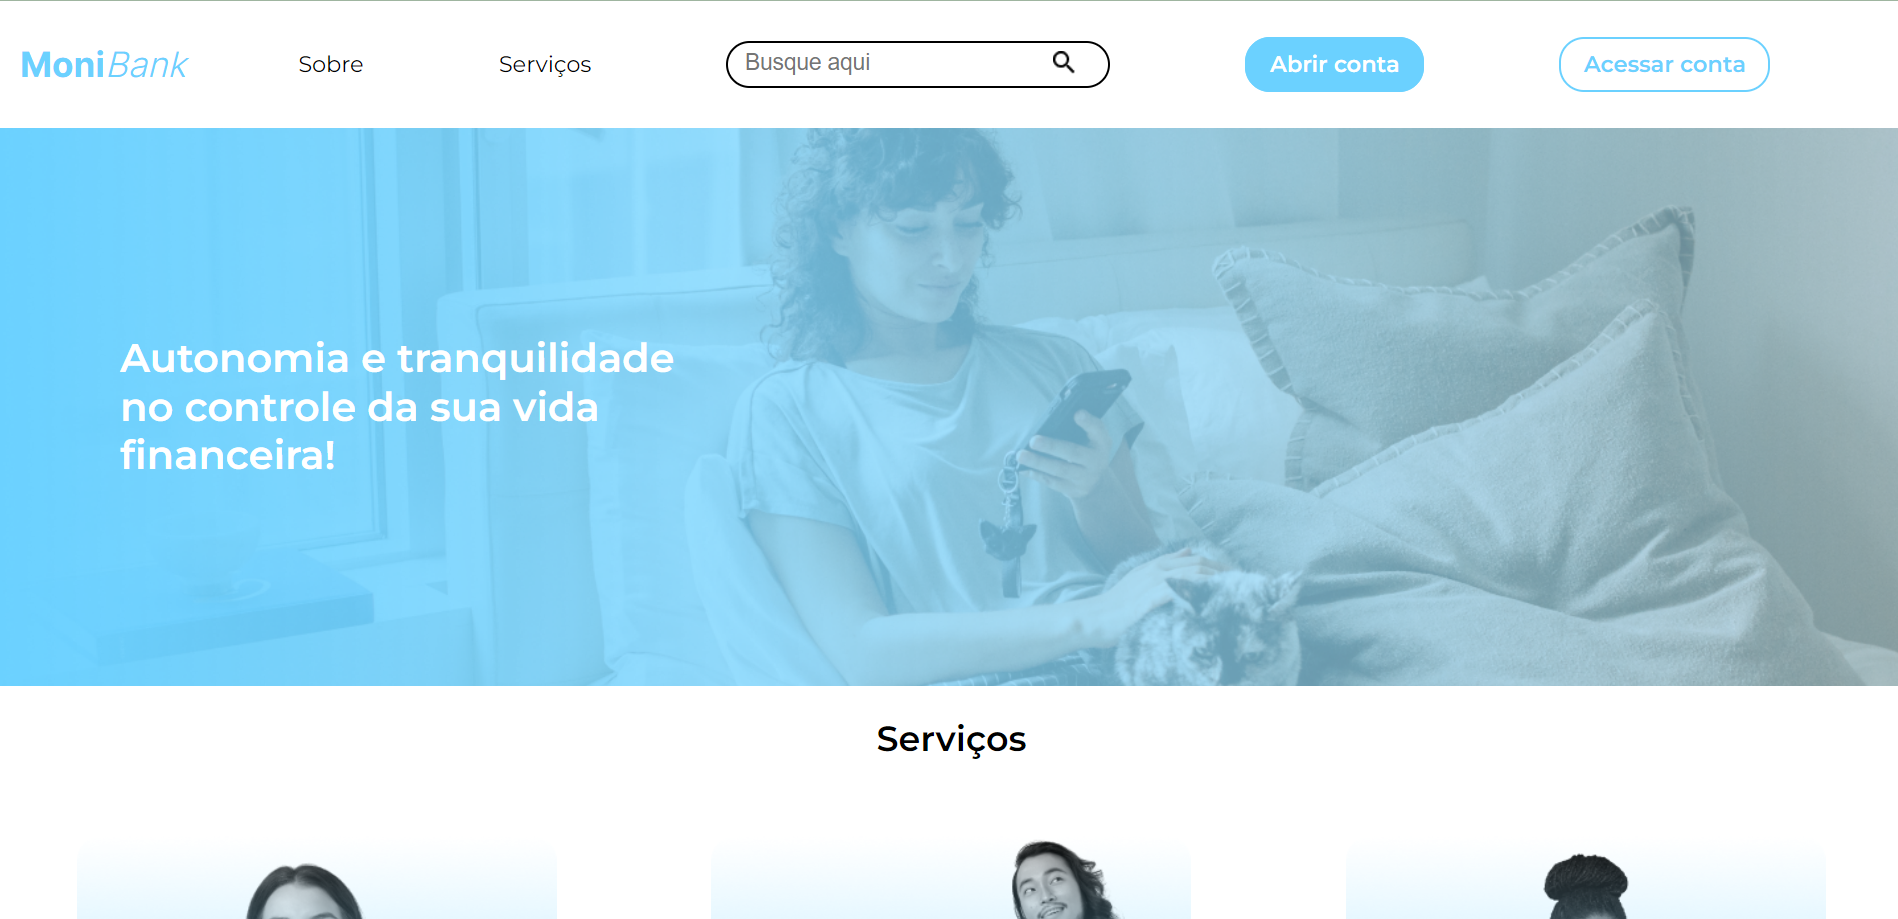 MoniBank
Sobre
Serviços
Busque aqui
Abrir conta
Acessar conta
Autonomia e tranquilidade
no controle da sua vida
financeira!
Serviços